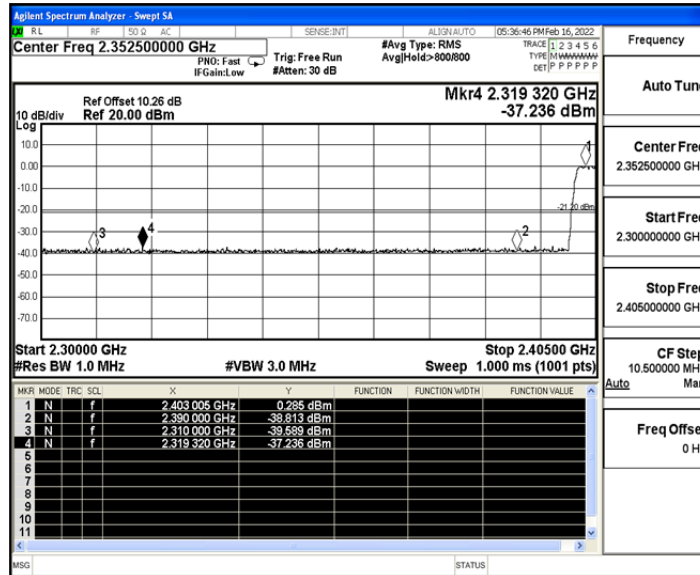 Agilent Spectrum Analyzer - Swept SA
RL RF 50 Ω AC SENSE:INT ALIGNAUTO 05:36:46 PMFeb 16, 2022
Center Freq 2.352500000 GHz
PNO: Fast Trig: Free Run #Avg Type: RMS TRACE 1 2 3 4 5 6
IFGain:Low #Atten: 30 dB Avg|Hold:>800/800 TYPE MWWWWW
DET P P P P P P
Mkr4 2.319 320 GHz
-37.236 dBm
Ref Offset 10.26 dB
10 dB/div Ref 20.00 dBm
Log
10.0
0.00
-10.0
-20.0
-30.0
-40.0
-50.0
-60.0
-70.0
1
2
3
4
-21.20 dBm
Start 2.30000 GHz Stop 2.40500 GHz
#Res BW 1.0 MHz #VBW 3.0 MHz Sweep 1.000 ms (1001 pts)
MKR MODE TRC SCL X Y FUNCTION FUNCTION WIDTH FUNCTION VALUE
1 N f 2.403 005 GHz 0.285 dBm
2 N f 2.390 000 GHz -38.813 dBm
3 N f 2.310 000 GHz -39.589 dBm
4 N f 2.319 320 GHz -37.236 dBm
5
6
7
8
9
10
11
MSG STATUS
Frequency
Auto Tun
Center Fre
2.352500000 GH
Start Fre
2.300000000 GH
Stop Fre
2.405000000 GH
CF Step
10.500000 MH
Auto Ma
Freq Offse
0 H